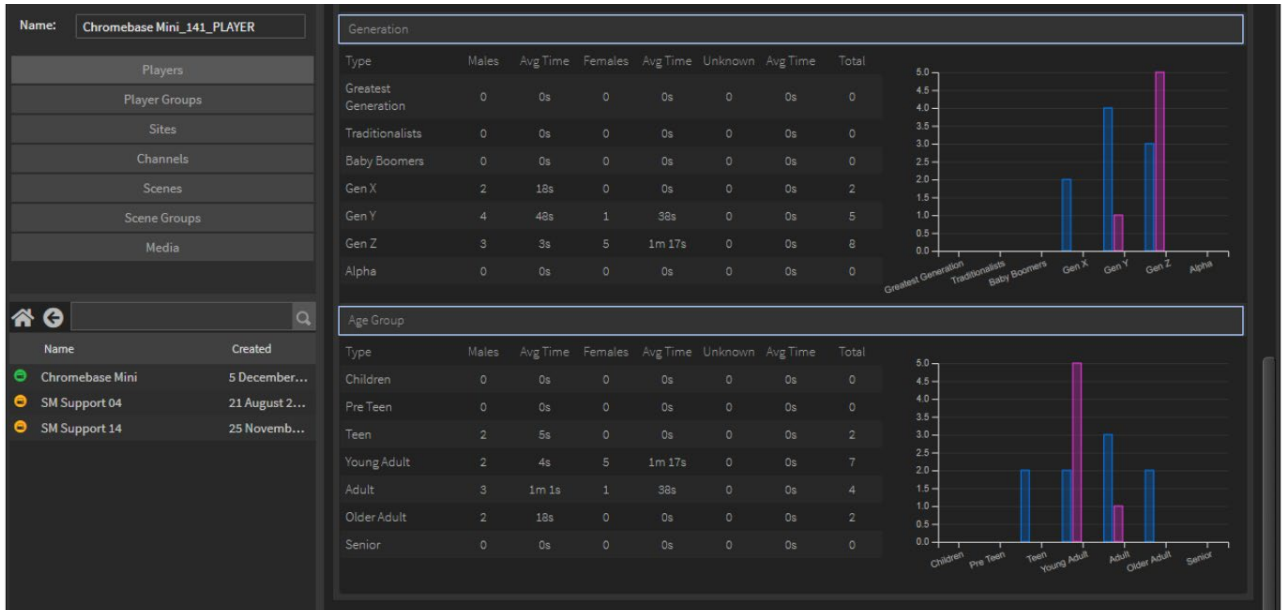 Name: Chromebase Mini_141_PLAYER
Players
Player Groups
Sites
Channels
Scenes
Scene Groups
Media
Name Created
Chromebase Mini 5 December...
SM Support 04 21 August 2...
SM Support 14 25 Novemb...
Generation
Type Males Avg Time Females Avg Time Unknown Avg Time Total
Greatest
Generation 0 0s 0 0s 0 0s 0
Traditionalists 0 0s 0 0s 0 0s 0
Baby Boomers 0 0s 0 0s 0 0s 0
Gen X 2 18s 0 0s 0 0s 2
Gen Y 4 48s 1 38s 0 0s 5
Gen Z 3 3s 5 1m 17s 0 0s 8
Alpha 0 0s 0 0s 0 0s 0
5.0
4.5
4.0
3.5
3.0
2.5
2.0
1.5
1.0
0.5
0.0
Greatest Generation Traditionalists Baby Boomers Gen X Gen Y Gen Z Alpha
Age Group
Type Males Avg Time Females Avg Time Unknown Avg Time Total
Children 0 0s 0 0s 0 0s 0
Pre Teen 0 0s 0 0s 0 0s 0
Teen 2 5s 0 0s 0 0s 2
Young Adult 2 4s 5 1m 17s 0 0s 7
Adult 3 1m 1s 1 38s 0 0s 4
Older Adult 2 18s 0 0s 0 0s 2
Senior 0 0s 0 0s 0 0s 0
5.0
4.5
4.0
3.5
3.0
2.5
2.0
1.5
1.0
0.5
0.0
Children Pre Teen Teen Young Adult Adult Older Adult Senior